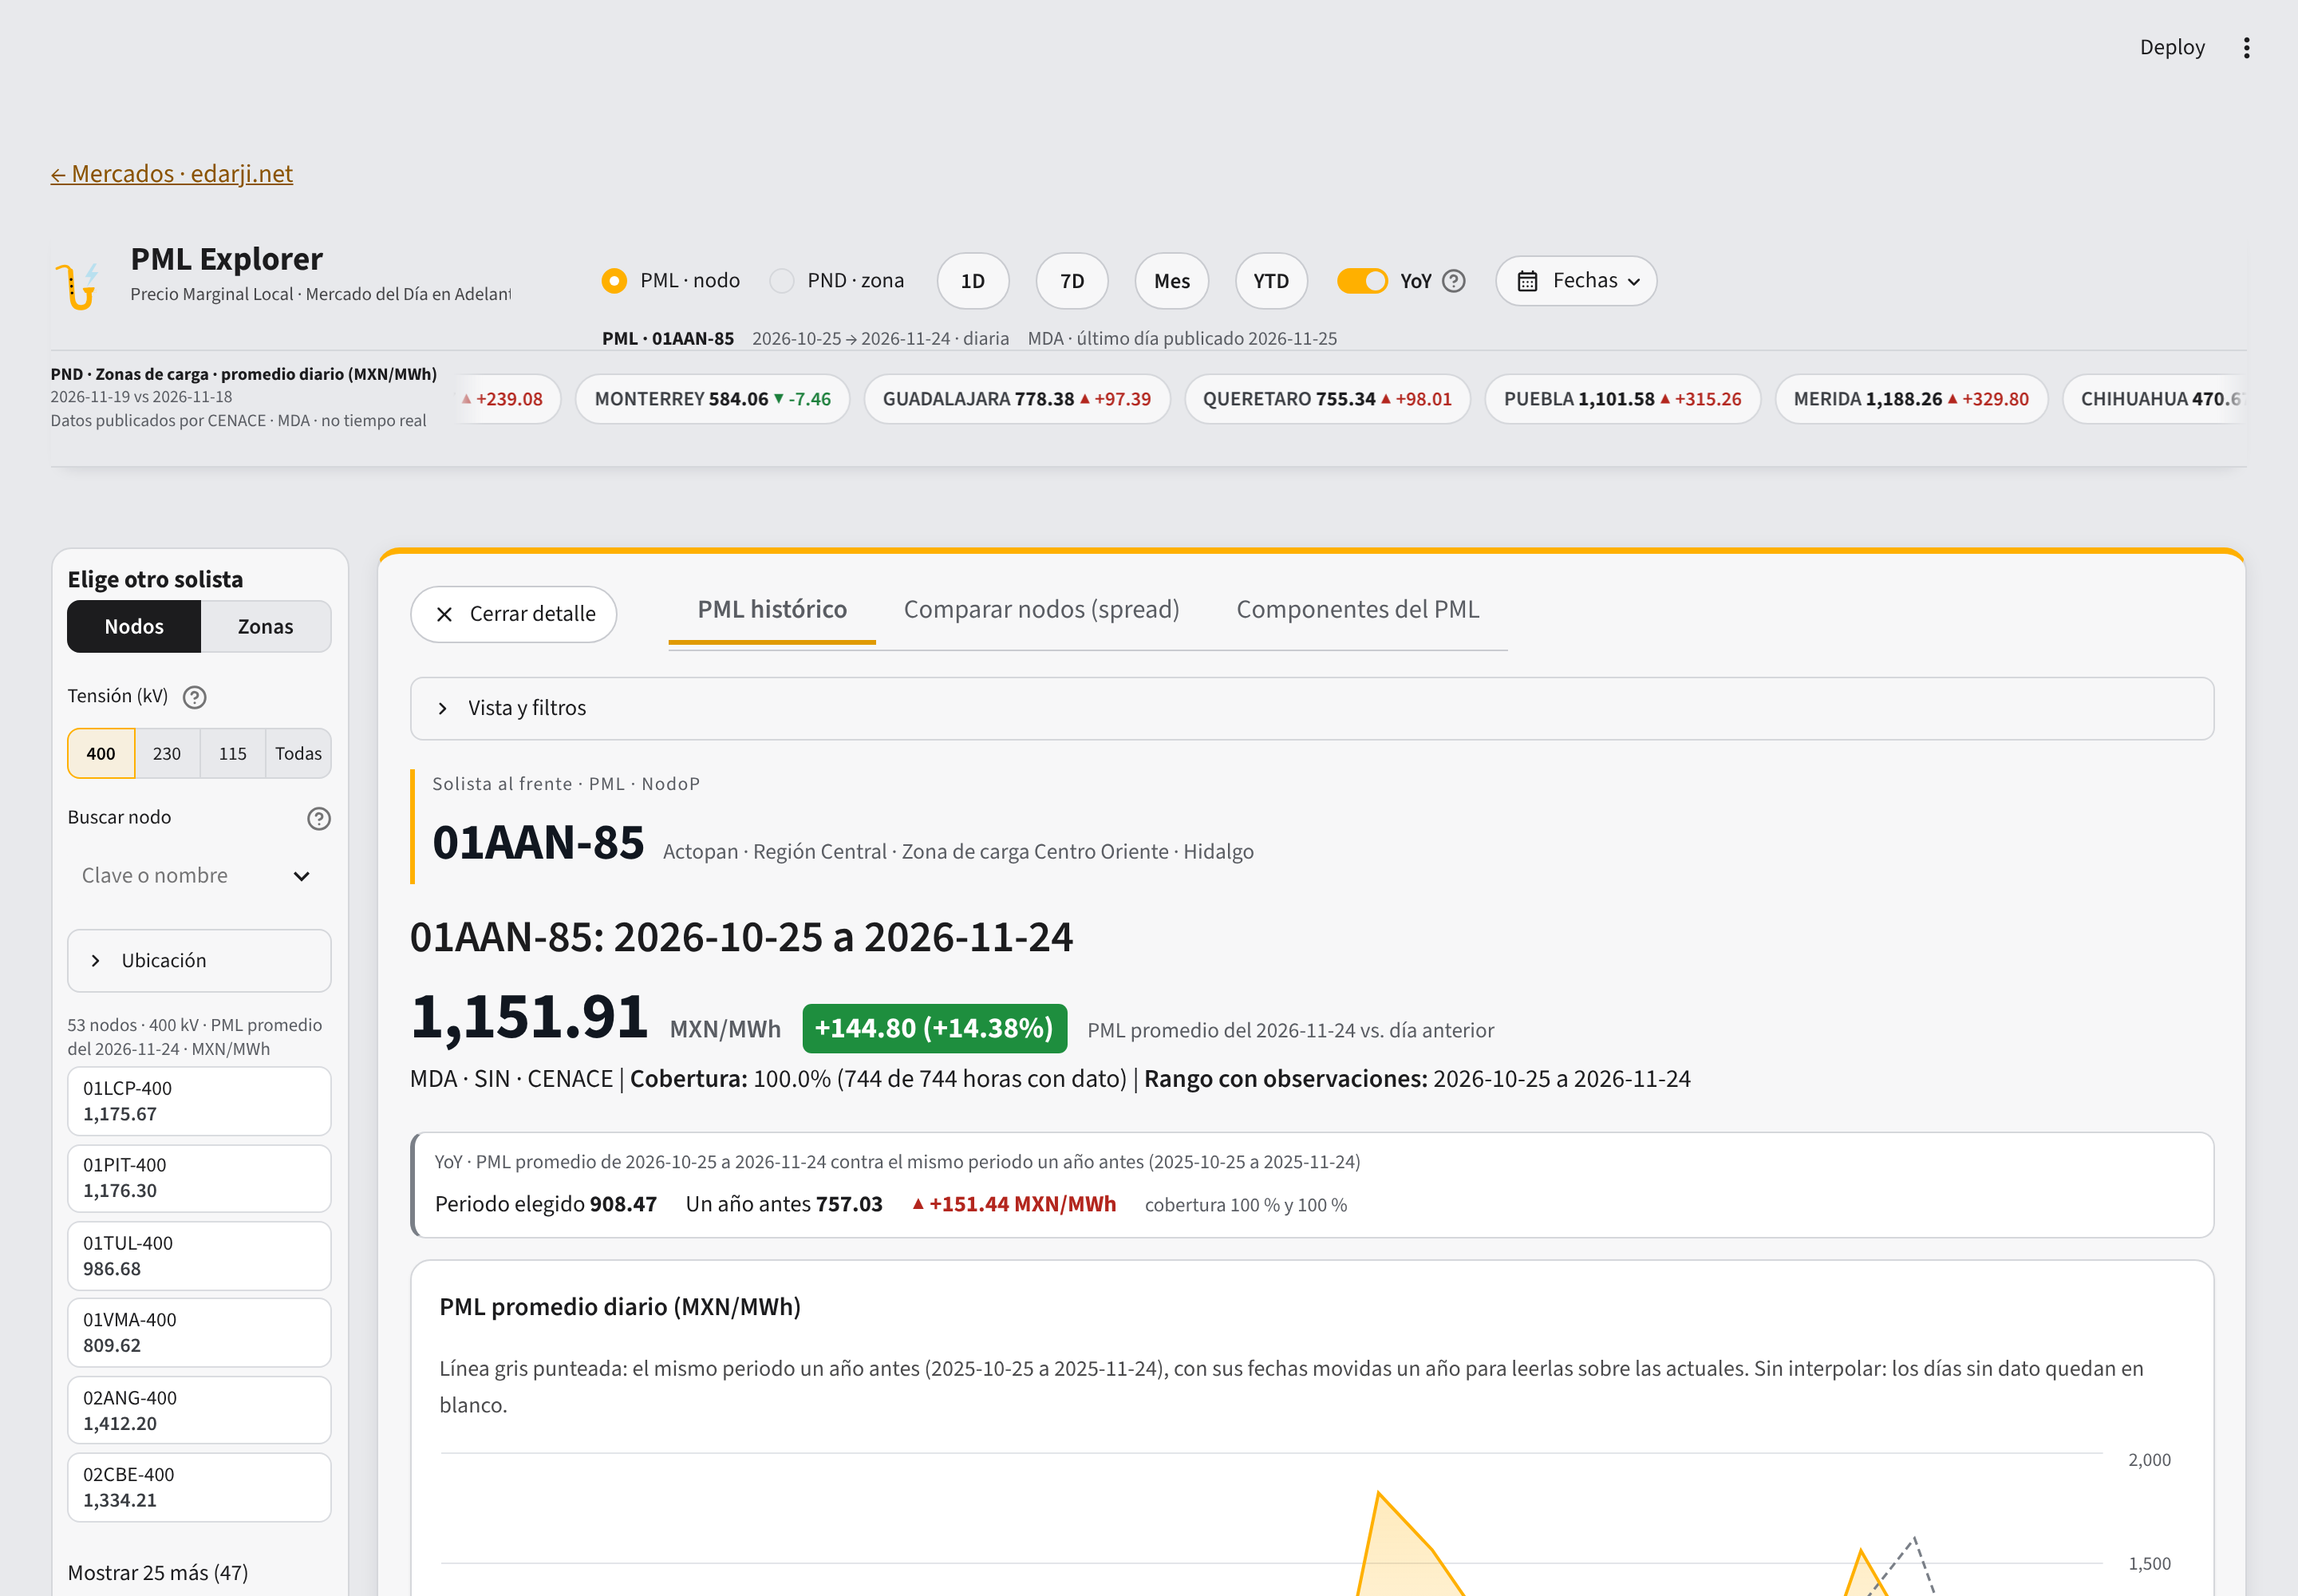 Deploy
← Mercados · edarji.net
PML Explorer
Precio Marginal Local · Mercado del Día en
PML · nodo
PND · zona
1D
7D
Mes
YTD
YoY
Fechas
PML · 01AAN-85 2026-10-25 → 2026-11-24 · diaria MDA · último día publicado 2026-11-25
PND · Zonas de carga · promedio diario (MXN/MWh)
2026-11-19 vs 2026-11-18
Datos publicados por CENACE · MDA · no tiempo real
▲ +239.08
MONTERREY 584.06 ▼ -7.46
GUADALAJARA 778.38 ▲ +97.39
QUERETARO 755.34 ▲ +98.01
PUEBLA 1,101.58 ▲ +315.26
MERIDA 1,188.26 ▲ +329.80
CHIHUAHUA
Elige otro solista
Nodos
Zonas
Tensión (kV)
400
230
115
Todas
Buscar nodo
Clave o nombre
Ubicación
53 nodos · 400 kV · PML promedio
del 2026-11-24 · MXN/MWh
01LCP-400
1,175.67
01PIT-400
1,176.30
01TUL-400
986.68
01VMA-400
809.62
02ANG-400
1,412.20
02CBE-400
1,334.21
Mostrar 25 más (47)
Cerrar detalle
PML histórico
Comparar nodos (spread)
Componentes del PML
Vista y filtros
Solista al frente · PML · NodoP
01AAN-85 Actopan · Región Central · Zona de carga Centro Oriente · Hidalgo
01AAN-85: 2026-10-25 a 2026-11-24
1,151.91 MXN/MWh +144.80 (+14.38%) PML promedio del 2026-11-24 vs. día anterior
MDA · SIN · CENACE | Cobertura: 100.0% (744 de 744 horas con dato) | Rango con observaciones: 2026-10-25 a 2026-11-24
YoY · PML promedio de 2026-10-25 a 2026-11-24 contra el mismo periodo un año antes (2025-10-25 a 2025-11-24)
Periodo elegido 908.47 Un año antes 757.03 ▲ +151.44 MXN/MWh cobertura 100 % y 100 %
PML promedio diario (MXN/MWh)
Línea gris punteada: el mismo periodo un año antes (2025-10-25 a 2025-11-24), con sus fechas movidas un año para leerlas sobre las actuales. Sin interpolar: los días sin dato quedan en
blanco.
2,000
1,500